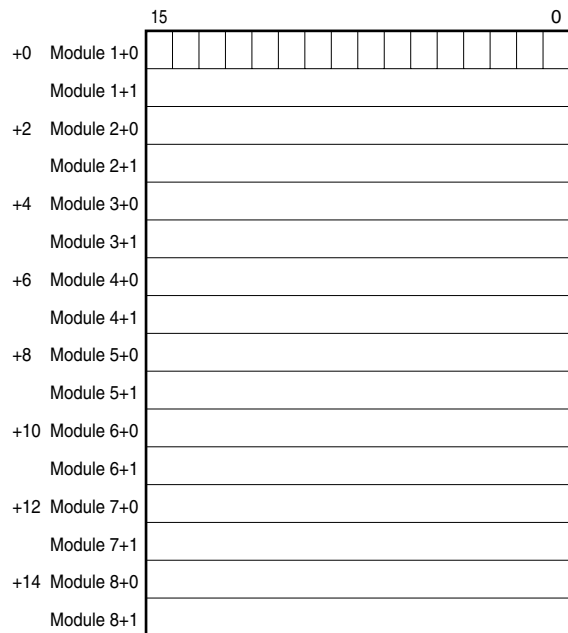 15 0
+0 Module 1+0
Module 1+1
+2 Module 2+0
Module 2+1
+4 Module 3+0
Module 3+1
+6 Module 4+0
Module 4+1
+8 Module 5+0
Module 5+1
+10 Module 6+0
Module 6+1
+12 Module 7+0
Module 7+1
+14 Module 8+0
Module 8+1